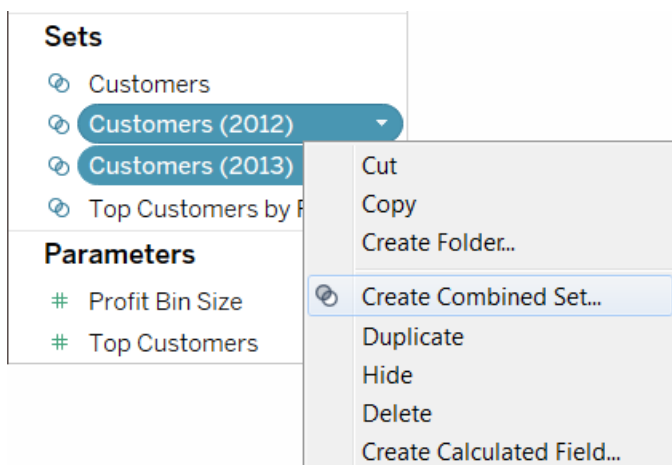 Sets
Customers
Customers (2012)
Customers (2013)
Top Customers by
Parameters
# Profit Bin Size
# Top Customers
Cut
Copy
Create Folder...
Create Combined Set...
Duplicate
Hide
Delete
Create Calculated Field...